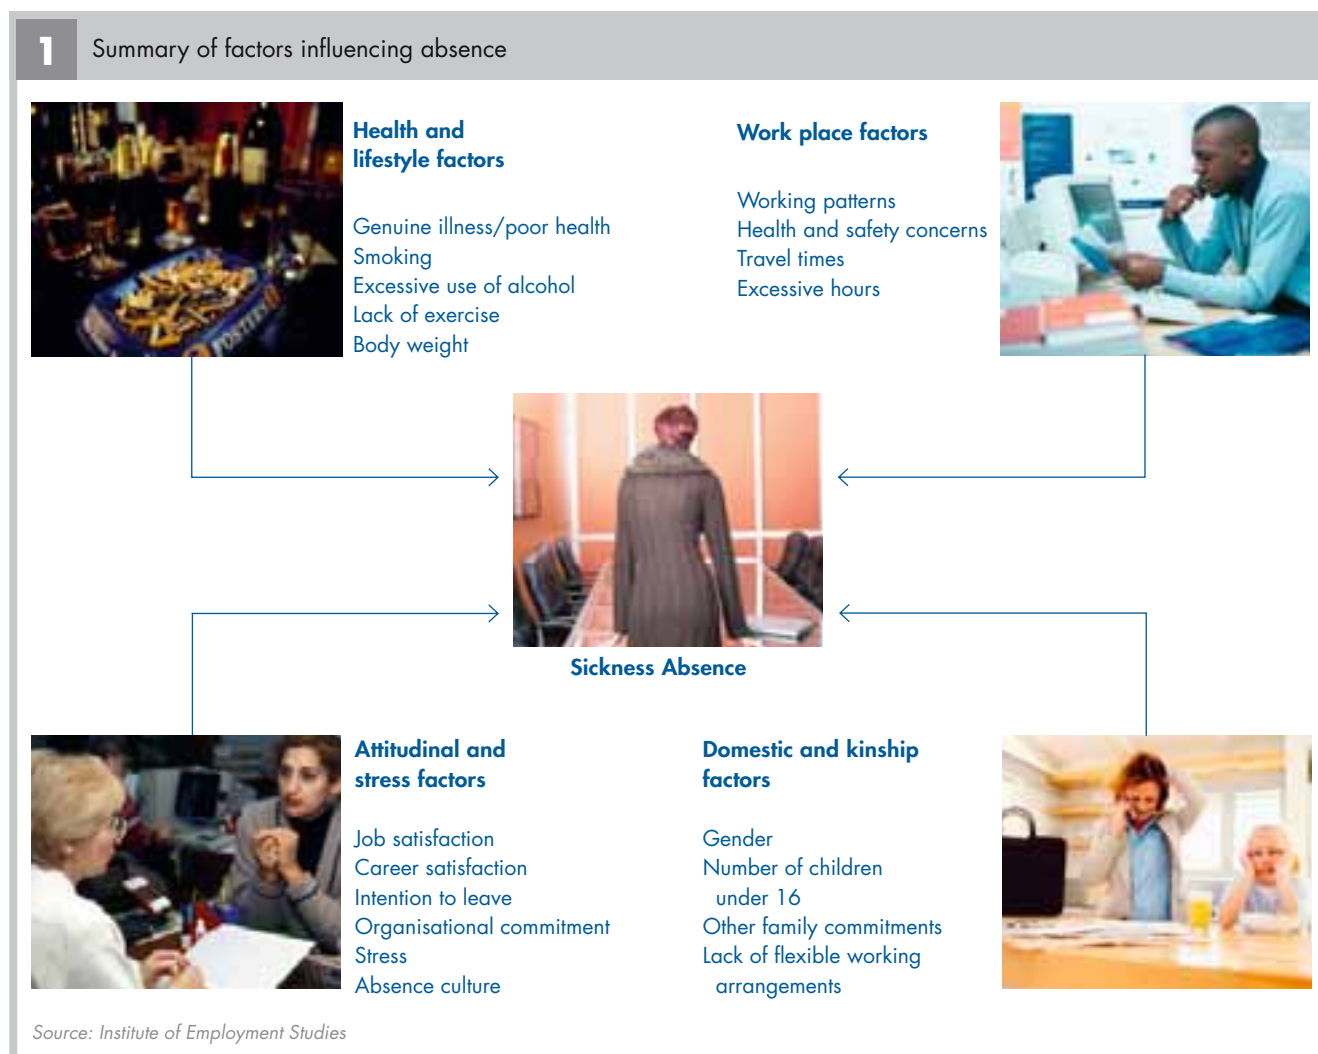 1
Summary of factors influencing absence
Health and
lifestyle factors
Genuine illness/poor health
Smoking
Excessive use of alcohol
Lack of exercise
Body weight
Work place factors
Working patterns
Health and safety concerns
Travel times
Excessive hours
Sickness Absence
Attitudinal and
stress factors
Job satisfaction
Career satisfaction
Intention to leave
Organisational commitment
Stress
Absence culture
Domestic and kinship
factors
Gender
Number of children
under 16
Other family commitments
Lack of flexible working
arrangements
Source: Institute of Employment Studies